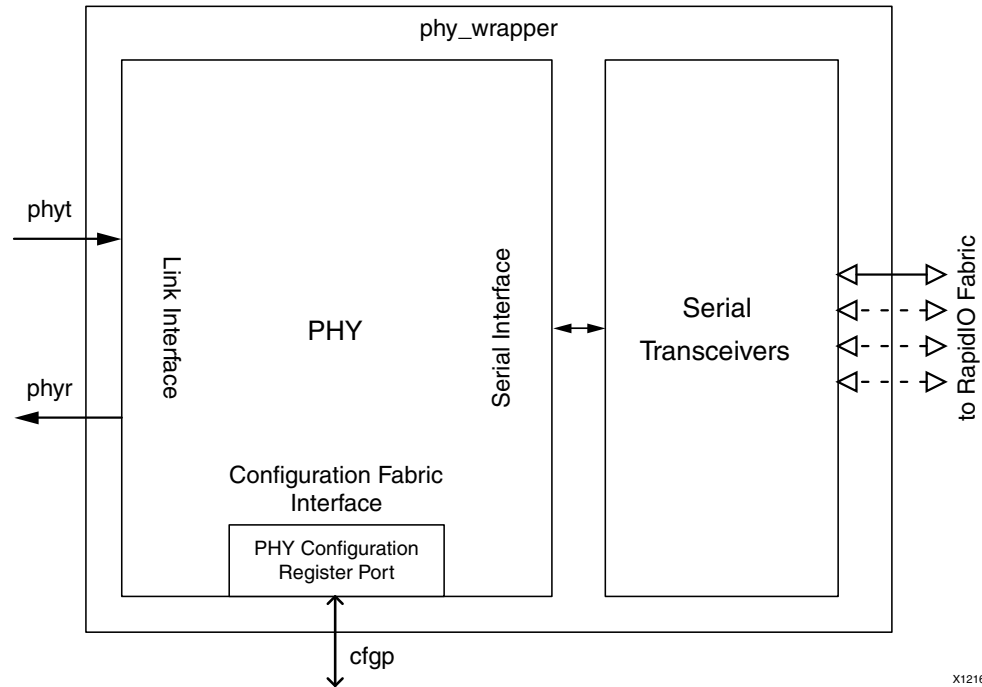 phy_wrapper
phyt
Link Interface
phyr
PHY
Serial Interface
Serial
Transceivers
to RapidIO Fabric
Configuration Fabric
Interface
PHY Configuration
Register Port
cfgp
X1216